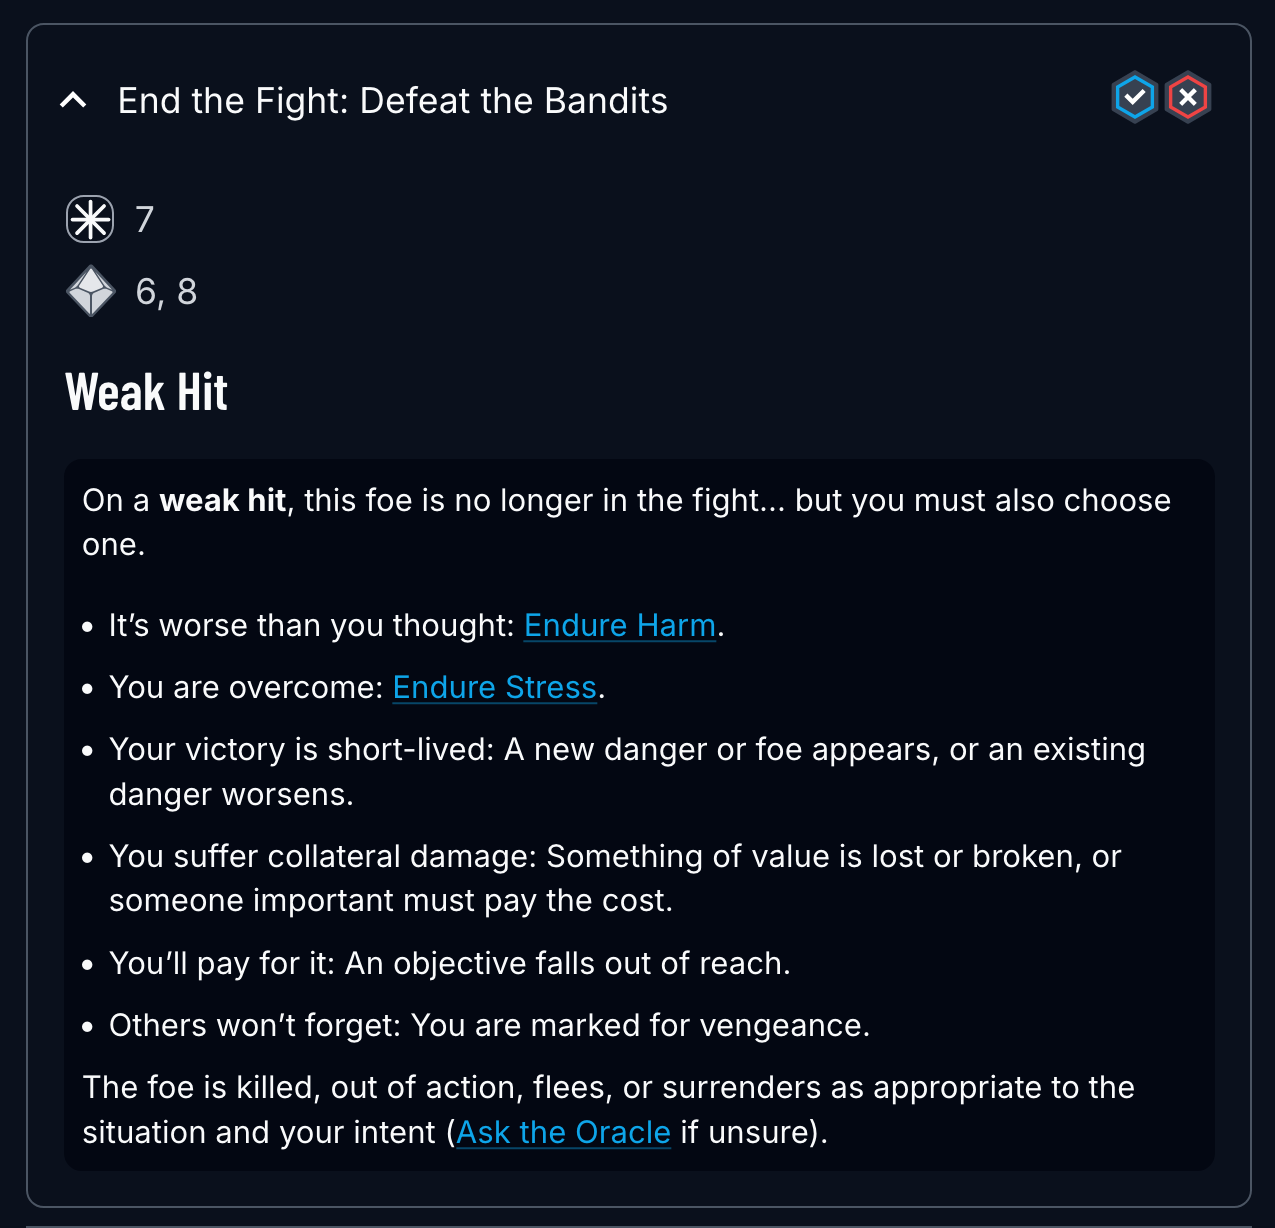 End the Fight: Defeat the Bandits
7
6, 8
Weak Hit
On a weak hit, this foe is no longer in the fight... but you must also choose
one.
• It’s worse than you thought: Endure Harm.
• You are overcome: Endure Stress.
• Your victory is short-lived: A new danger or foe appears, or an existing
danger worsens.
• You suffer collateral damage: Something of value is lost or broken, or
someone important must pay the cost.
• You’ll pay for it: An objective falls out of reach.
• Others won’t forget: You are marked for vengeance.
The foe is killed, out of action, flees, or surrenders as appropriate to the
situation and your intent (Ask the Oracle if unsure).